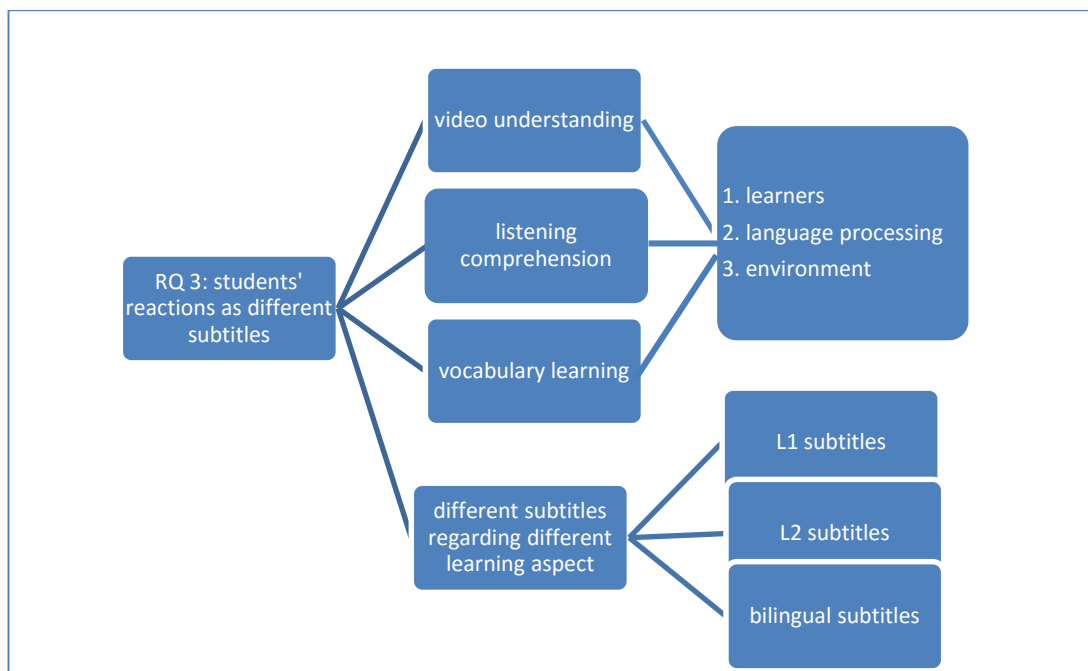 RQ 3: students'
reactions as different
subtitles
video understanding
listening
comprehension
vocabulary learning
different subtitles
regarding different
learning aspect
1. learners
2. language processing
3. environment
L1 subtitles
L2 subtitles
bilingual subtitles